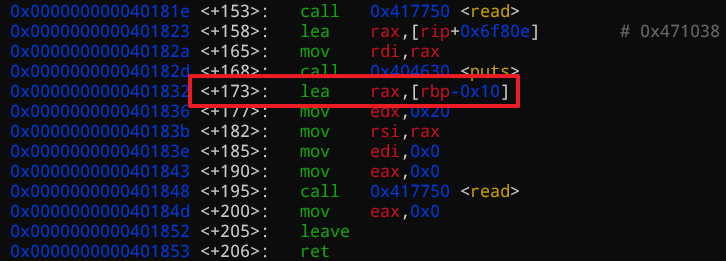 0x000000000040181e <+153>: call 0x417750 <read>
0x0000000000401823 <+158>: lea rax,[rip+0x6f80e] # 0x471038
0x000000000040182a <+165>: mov rdi,rax
0x000000000040182d <+168>: call 0x404630 <puts>
0x0000000000401832 <+173>: lea rax,[rbp-0x10]
0x0000000000401836 <+177>: mov edx,0x20
0x000000000040183b <+182>: mov rsi,rax
0x000000000040183e <+185>: mov edi,0x0
0x0000000000401843 <+190>: mov eax,0x0
0x0000000000401848 <+195>: call 0x417750 <read>
0x000000000040184d <+200>: mov eax,0x0
0x0000000000401852 <+205>: leave
0x0000000000401853 <+206>: ret